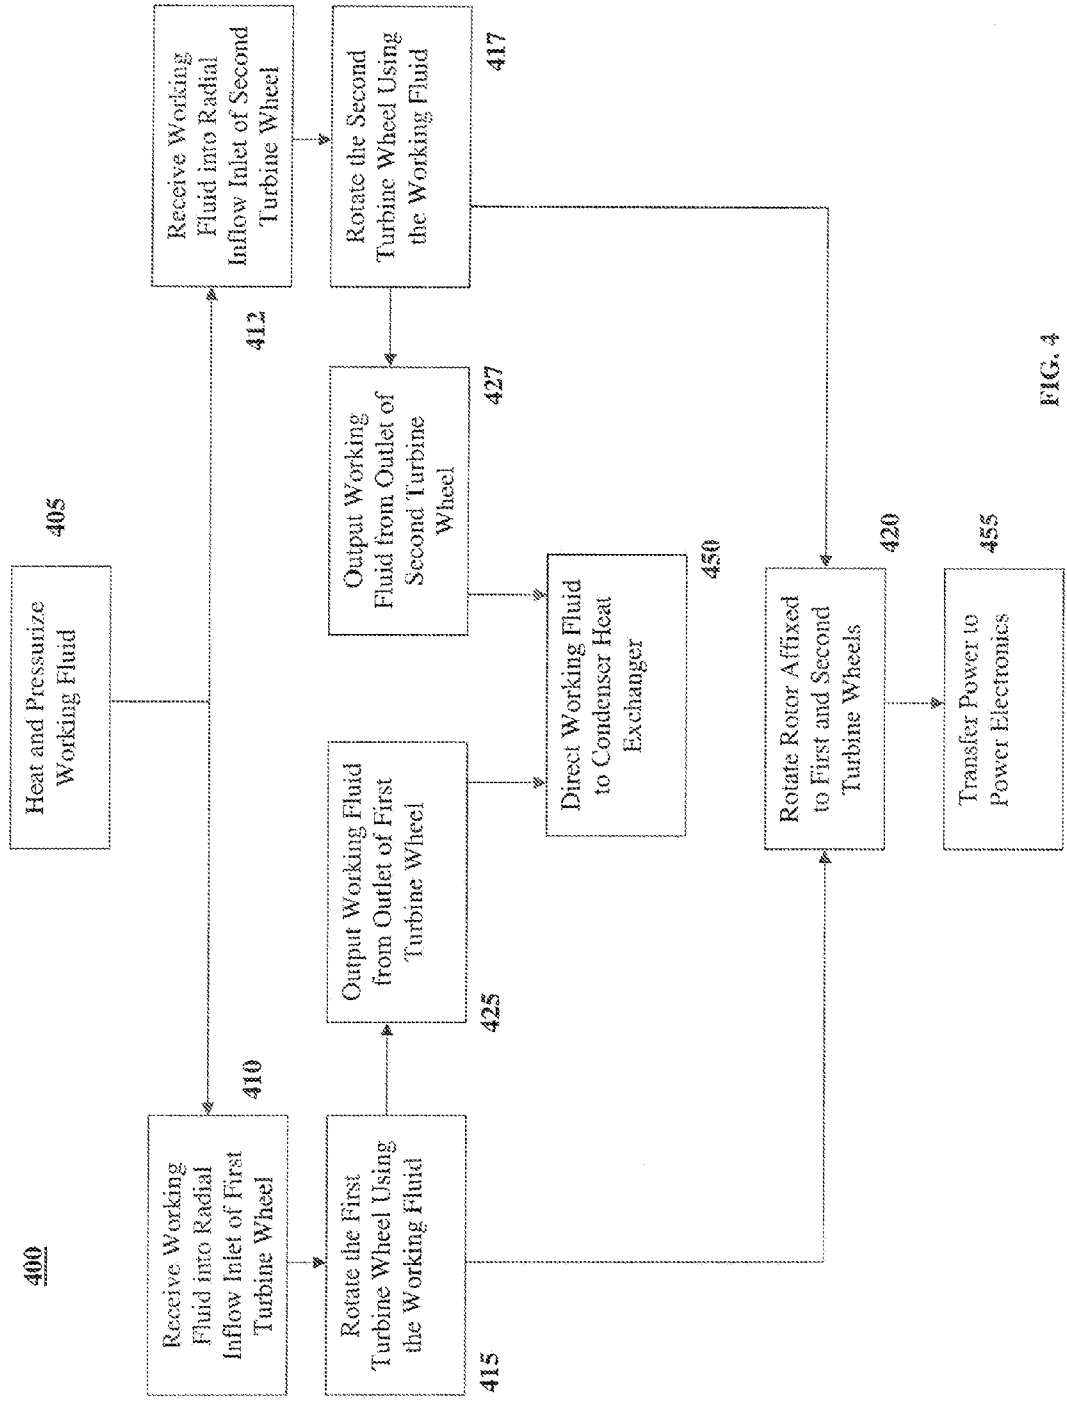 400
Heat and Pressurize
Working Fluid
405
Receive Working
Fluid into Radial
Inflow Inlet of First
Turbine Wheel
410
Receive Working
Fluid into Radial
Inflow Inlet of Second
Turbine Wheel
412
Rotate the First
Turbine Wheel Using
the Working Fluid
415
Output Working Fluid
from Outlet of First
Turbine Wheel
425
Output Working
Fluid from Outlet of
Second Turbine
Wheel
427
Rotate the Second
Turbine Wheel Using
the Working Fluid
417
Direct Working Fluid
to Condenser Heat
Exchanger
450
Rotate Rotor Affixed
to First and Second
Turbine Wheels
420
Transfer Power to
Power Electronics
455
FIG. 4